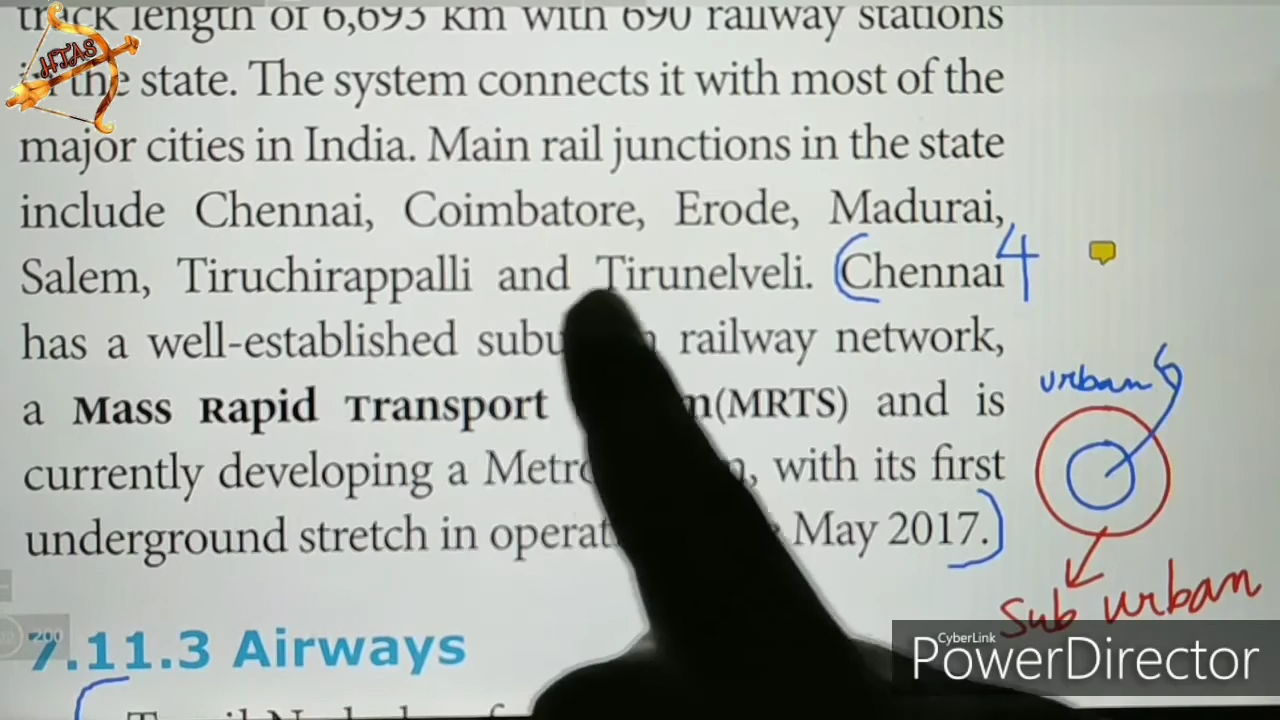 track length of 6,693 km with 690 railway stations
HTAS
the state. The system connects it with most of the
major cities in India. Main rail junctions in the state
include Chennai, Coimbatore, Erode, Madurai,
Salem, Tiruchirappalli and Tirunelveli. (Chennai 4
has a well-established railway network,
urban
a Mass Rapid Transport (MRTS) and is
currently developing a with its first
underground stretch in May 2017.)
Sub urban
200
7.11.3 Airways
CyberLink
PowerDirector